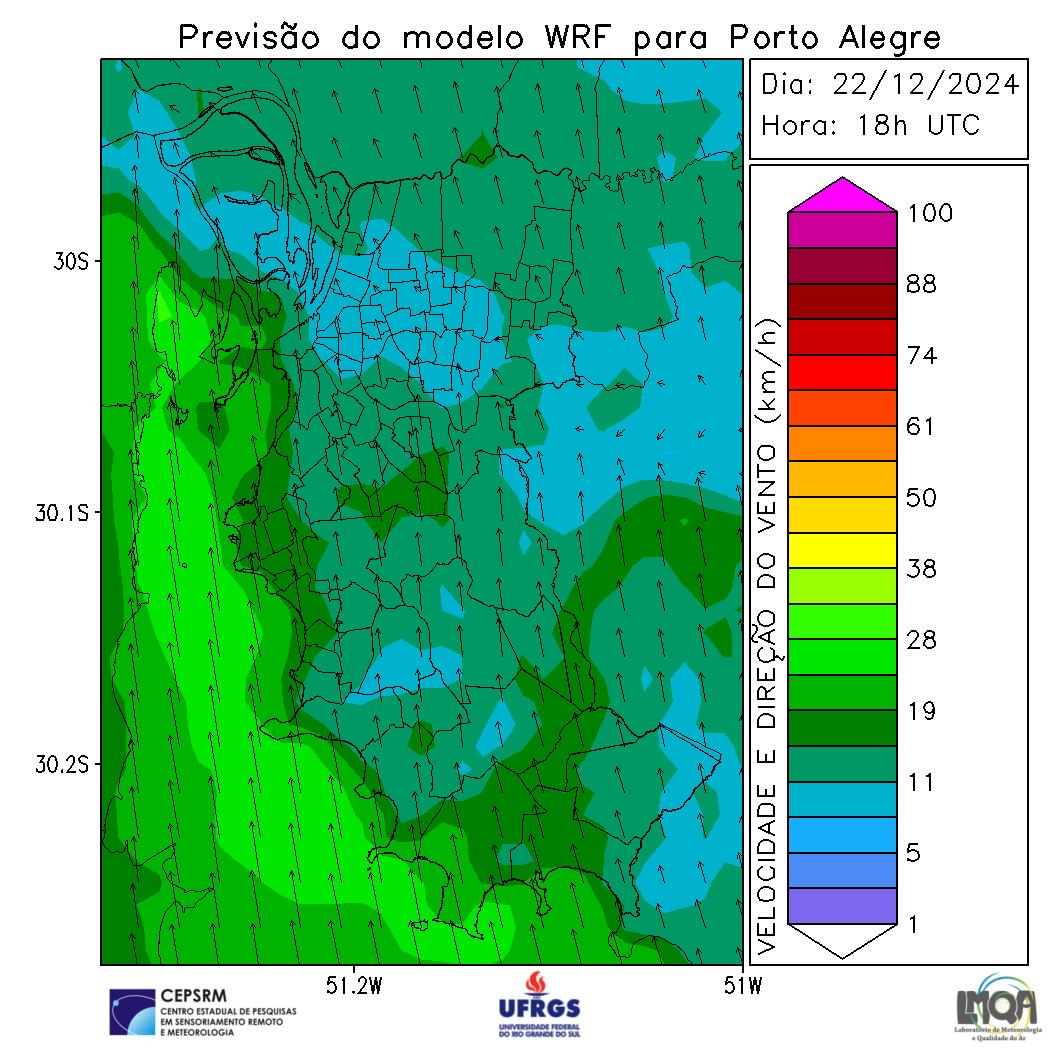 Previsão do modelo WRF para Porto Alegre
Dia: 22/12/2024
Hora: 18h UTC
30S
30.1S
30.2S
51.2W
51W
VELOCIDADE E DIREÇÃO DO VENTO (km/h)
100
88
74
61
50
38
28
19
11
5
1
CEPSRM
CENTRO ESTADUAL DE PESQUISAS
EM SENSORIAMENTO REMOTO
E METEOROLOGIA
UFRGS
UNIVERSIDADE FEDERAL
DO RIO GRANDE DO SUL
LMQA
Laboratório de Meteorologia
e Qualidade do Ar